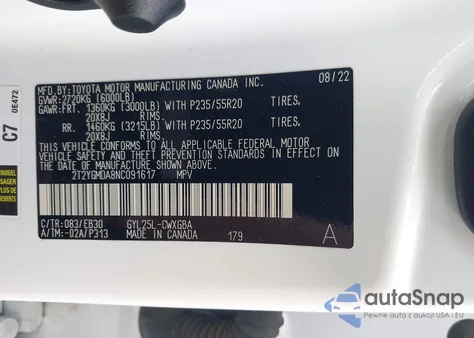 MFD. BY:TOYOTA MOTOR MANUFACTURING CANADA INC. 08/22
GVWR:2720KG (6000LB)
GAWR:FRT. 1360KG (3000LB) WITH P235/55R20 TIRES,
20X8J RIMS.
RR. 1460KG (3215LB) WITH P235/55R20 TIRES,
20X8J RIMS.
THIS VEHICLE CONFORMS TO ALL APPLICABLE FEDERAL MOTOR
VEHICLE SAFETY AND THEFT PREVENTION STANDARDS IN EFFECT ON
THE DATE OF MANUFACTURE SHOWN ABOVE.
2T2YGMDA8NC091617 MPV
C/TR:083/EB30 GYL25L-CWXGBA
A/TM:-02A/P313 MADE IN CANADA 179 A
C7
0E472
autoSnap
Pewne auta z aukcji USA i EU